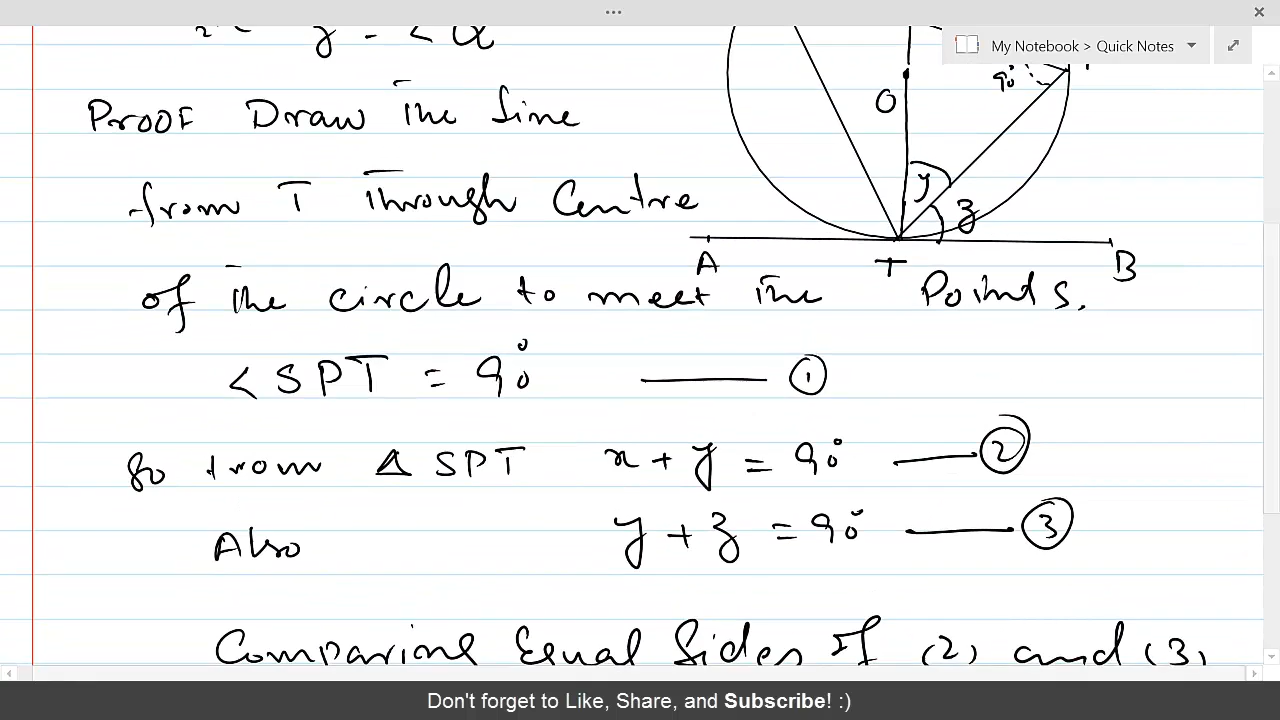 My Notebook > Quick Notes
Proof Draw the line
from T through Centre
of the circle to meet the Point S.
< SPT = 90° ①
So from △ SPT x + y = 90° ②
Also y + z = 90° ③
Comparing Equal Sides of (2) and (3)
O
90°
y
z
A
T
B
Don't forget to Like, Share, and Subscribe! :)